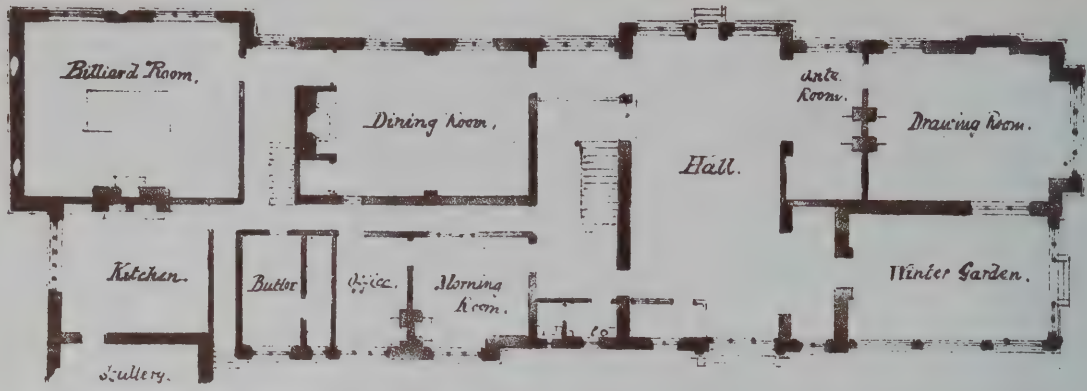 Billiard Room.
Dining Room.
Hall.
Ante
Room.
Drawing Room.
Kitchen.
Butler
Office.
Morning
Room.
Winter Garden.
Scullery.